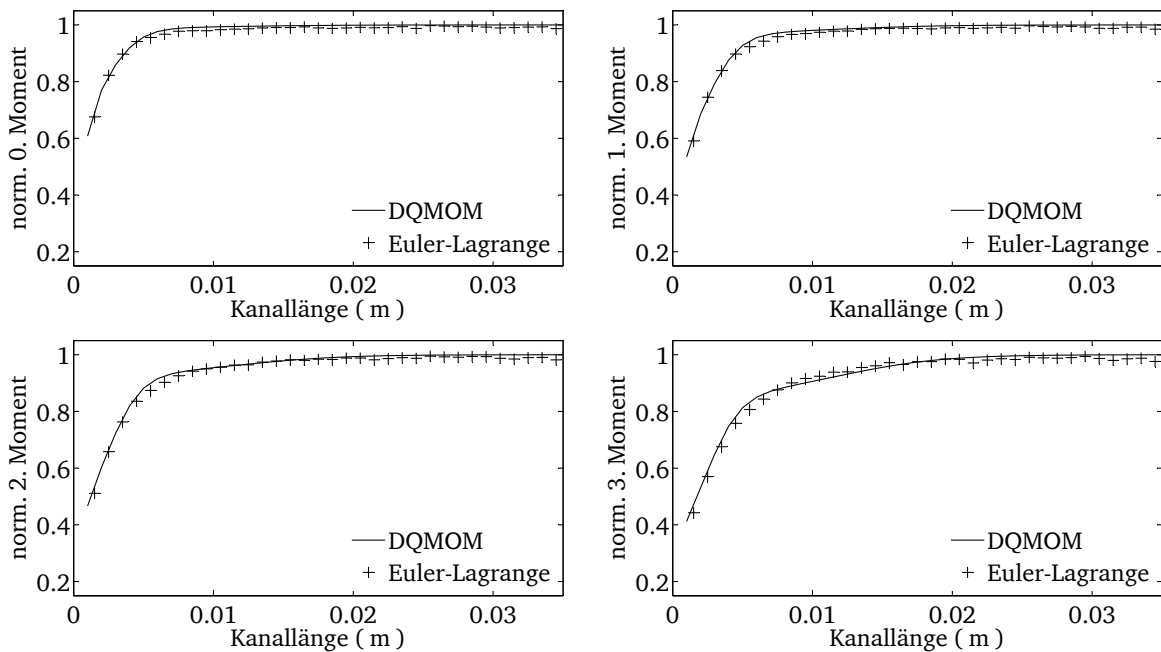 norm. 0. Moment
1
0.8
0.6
0.4
0.2
DQMOM
Euler-Lagrange
0
0.01
0.02
0.03
Kanallänge ( m )
norm. 1. Moment
1
0.8
0.6
0.4
0.2
DQMOM
Euler-Lagrange
0
0.01
0.02
0.03
Kanallänge ( m )
norm. 2. Moment
1
0.8
0.6
0.4
0.2
DQMOM
Euler-Lagrange
0
0.01
0.02
0.03
Kanallänge ( m )
norm. 3. Moment
1
0.8
0.6
0.4
0.2
DQMOM
Euler-Lagrange
0
0.01
0.02
0.03
Kanallänge ( m )